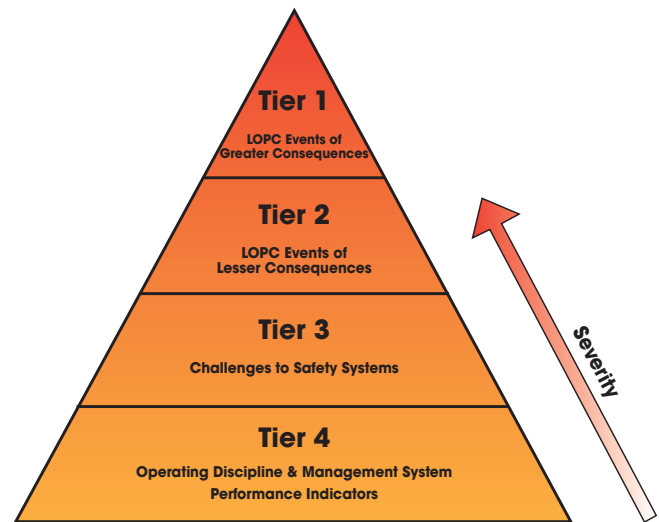 Tier 1
LOPC Events of
Greater Consequences
Tier 2
LOPC Events of
Lesser Consequences
Tier 3
Challenges to Safety Systems
Tier 4
Operating Discipline & Management System
Performance Indicators
Severity